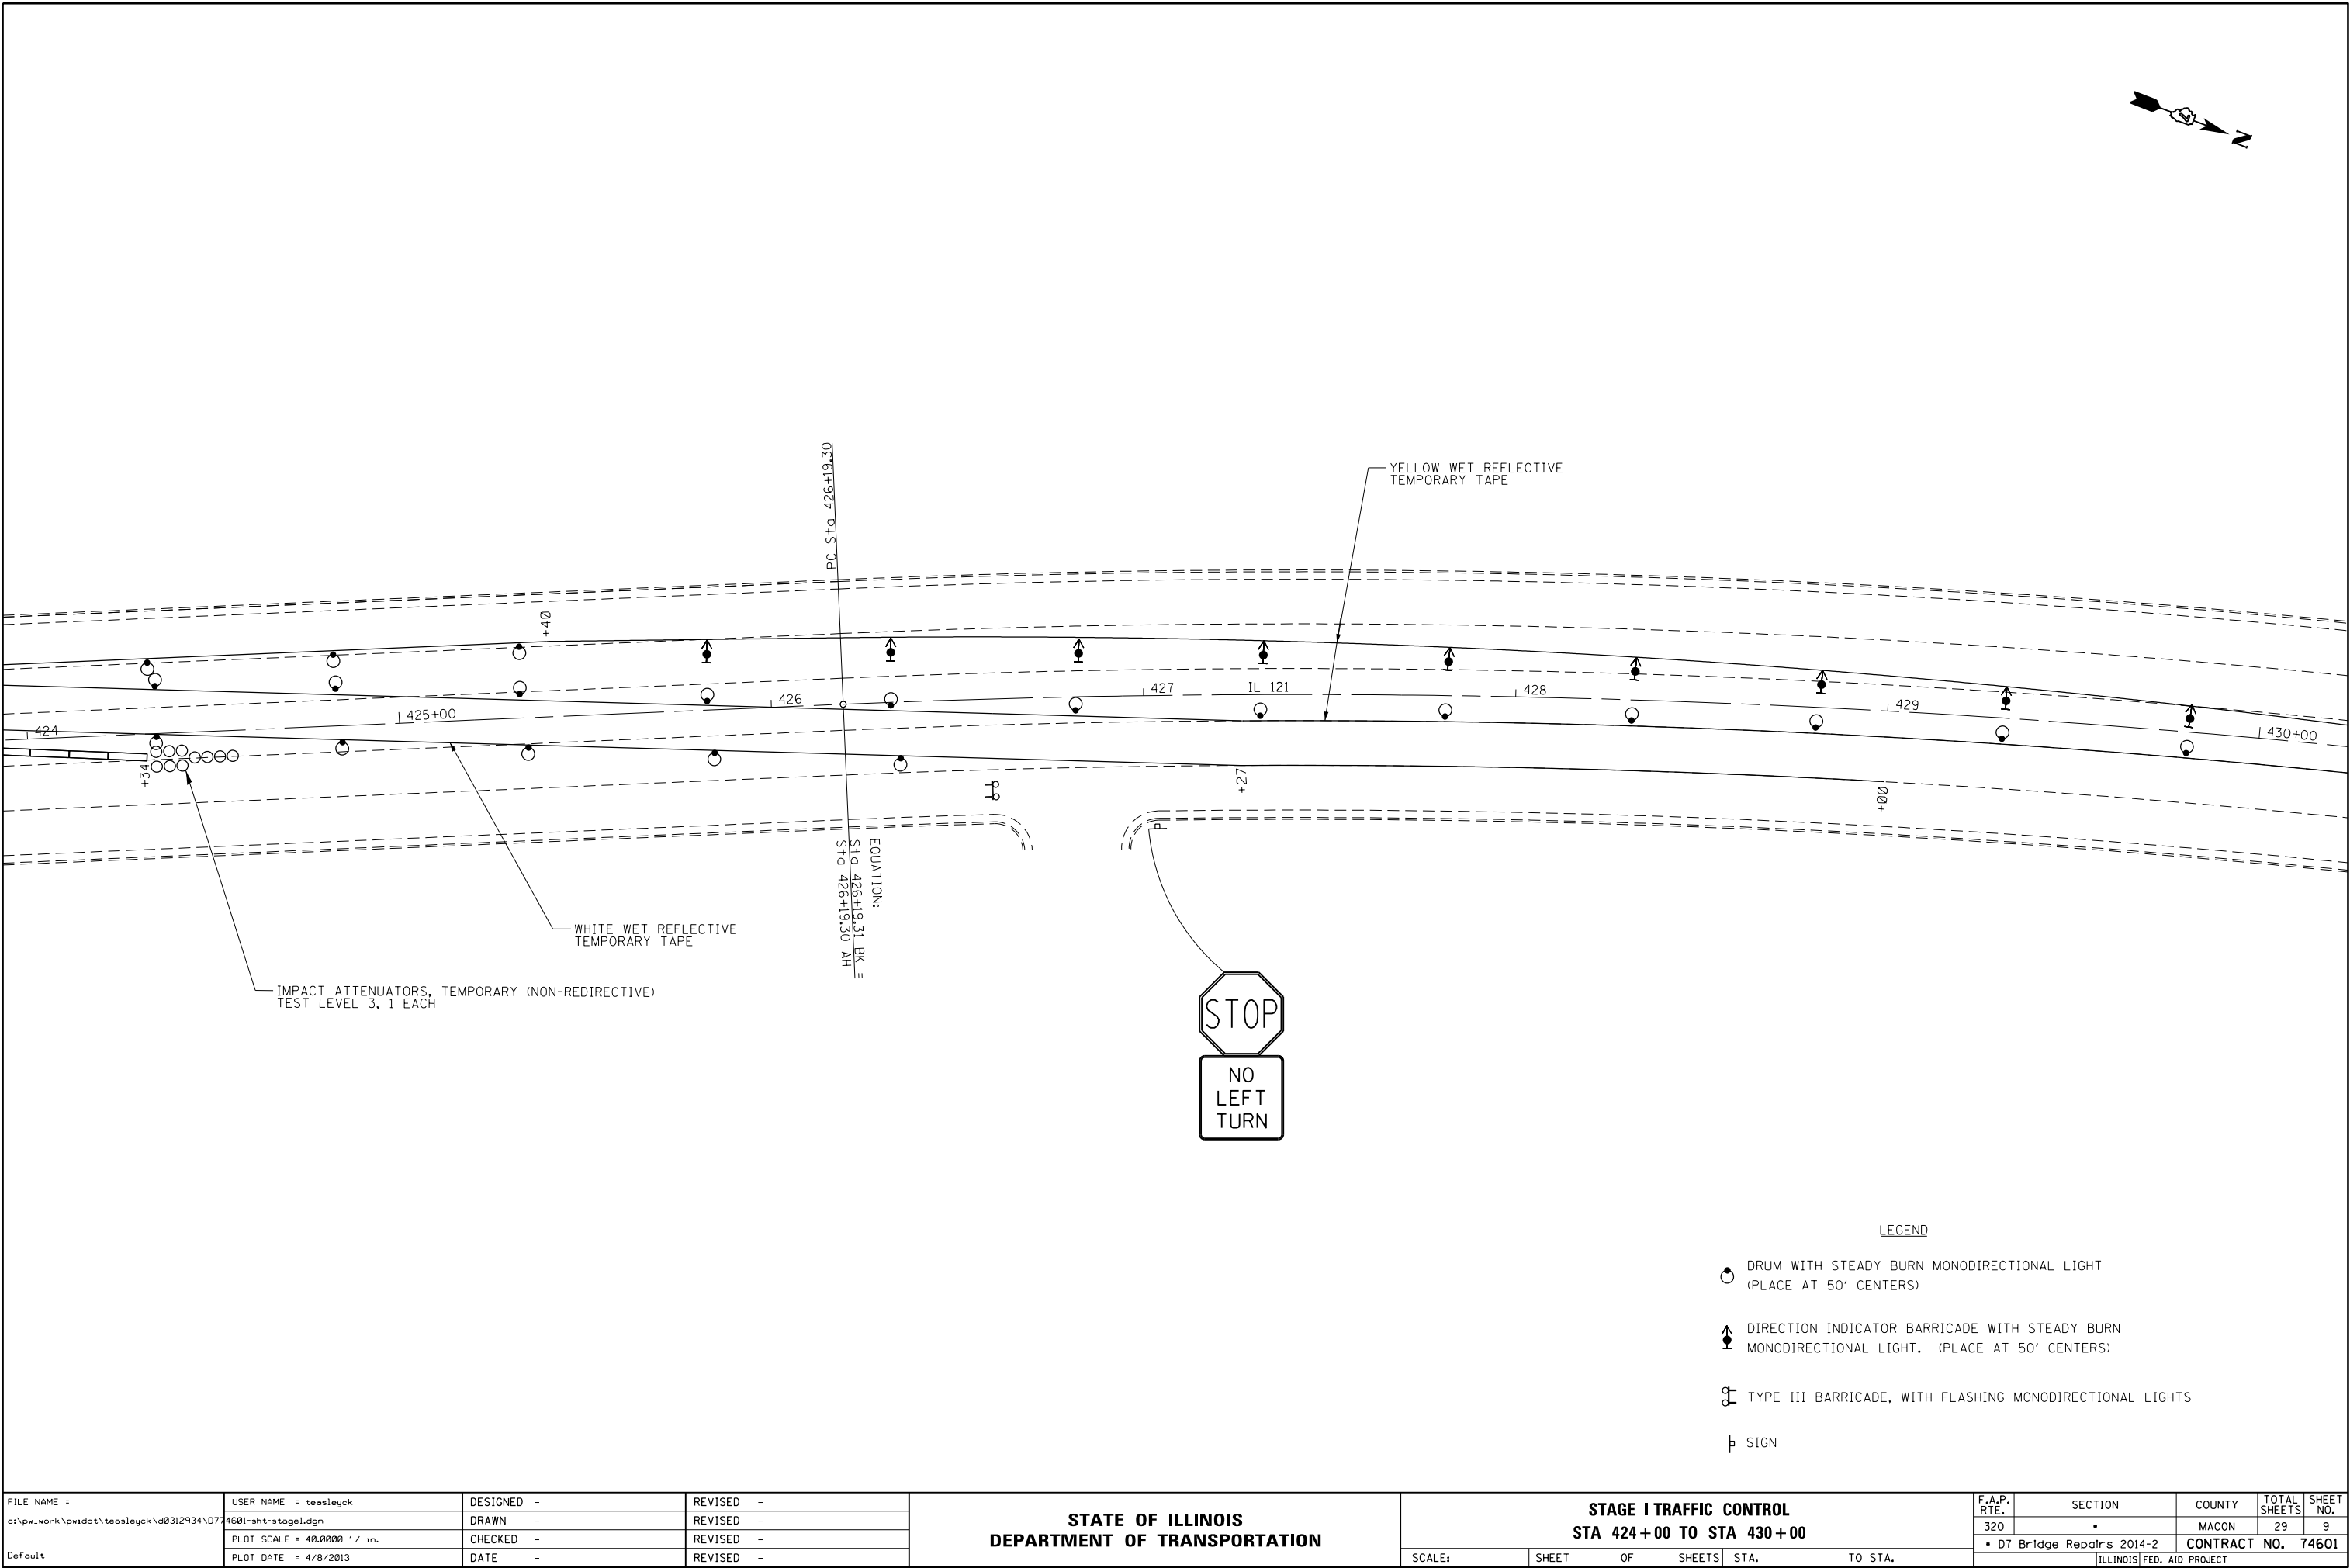 N
PC Sta 426+19.30
YELLOW WET REFLECTIVE
TEMPORARY TAPE
+40
424
425+00
426
427
IL 121
428
429
430+00
+34
+27
+00
EQUATION:
Sta 426+19.31 BK =
Sta 426+19.30 AH
WHITE WET REFLECTIVE
TEMPORARY TAPE
IMPACT ATTENUATORS, TEMPORARY (NON-REDIRECTIVE)
TEST LEVEL 3, 1 EACH
STOP
NO
LEFT
TURN
LEGEND
DRUM WITH STEADY BURN MONODIRECTIONAL LIGHT
(PLACE AT 50' CENTERS)
DIRECTION INDICATOR BARRICADE WITH STEADY BURN
MONODIRECTIONAL LIGHT. (PLACE AT 50' CENTERS)
TYPE III BARRICADE, WITH FLASHING MONODIRECTIONAL LIGHTS
SIGN
FILE NAME =
c:\pw_work\pwidot\teasleyck\d0312934\D774601-sht-stage1.dgn
Default
USER NAME = teasleyck
PLOT SCALE = 40.0000 ' / in.
PLOT DATE = 4/8/2013
DESIGNED -
DRAWN -
CHECKED -
DATE -
REVISED -
REVISED -
REVISED -
REVISED -
STATE OF ILLINOIS
DEPARTMENT OF TRANSPORTATION
STAGE I TRAFFIC CONTROL
STA 424+00 TO STA 430+00
SCALE: SHEET OF SHEETS STA. TO STA.
F.A.P. RTE. SECTION COUNTY TOTAL SHEETS SHEET NO.
320 * MACON 29 9
* D7 Bridge Repairs 2014-2 CONTRACT NO. 74601
ILLINOIS FED. AID PROJECT